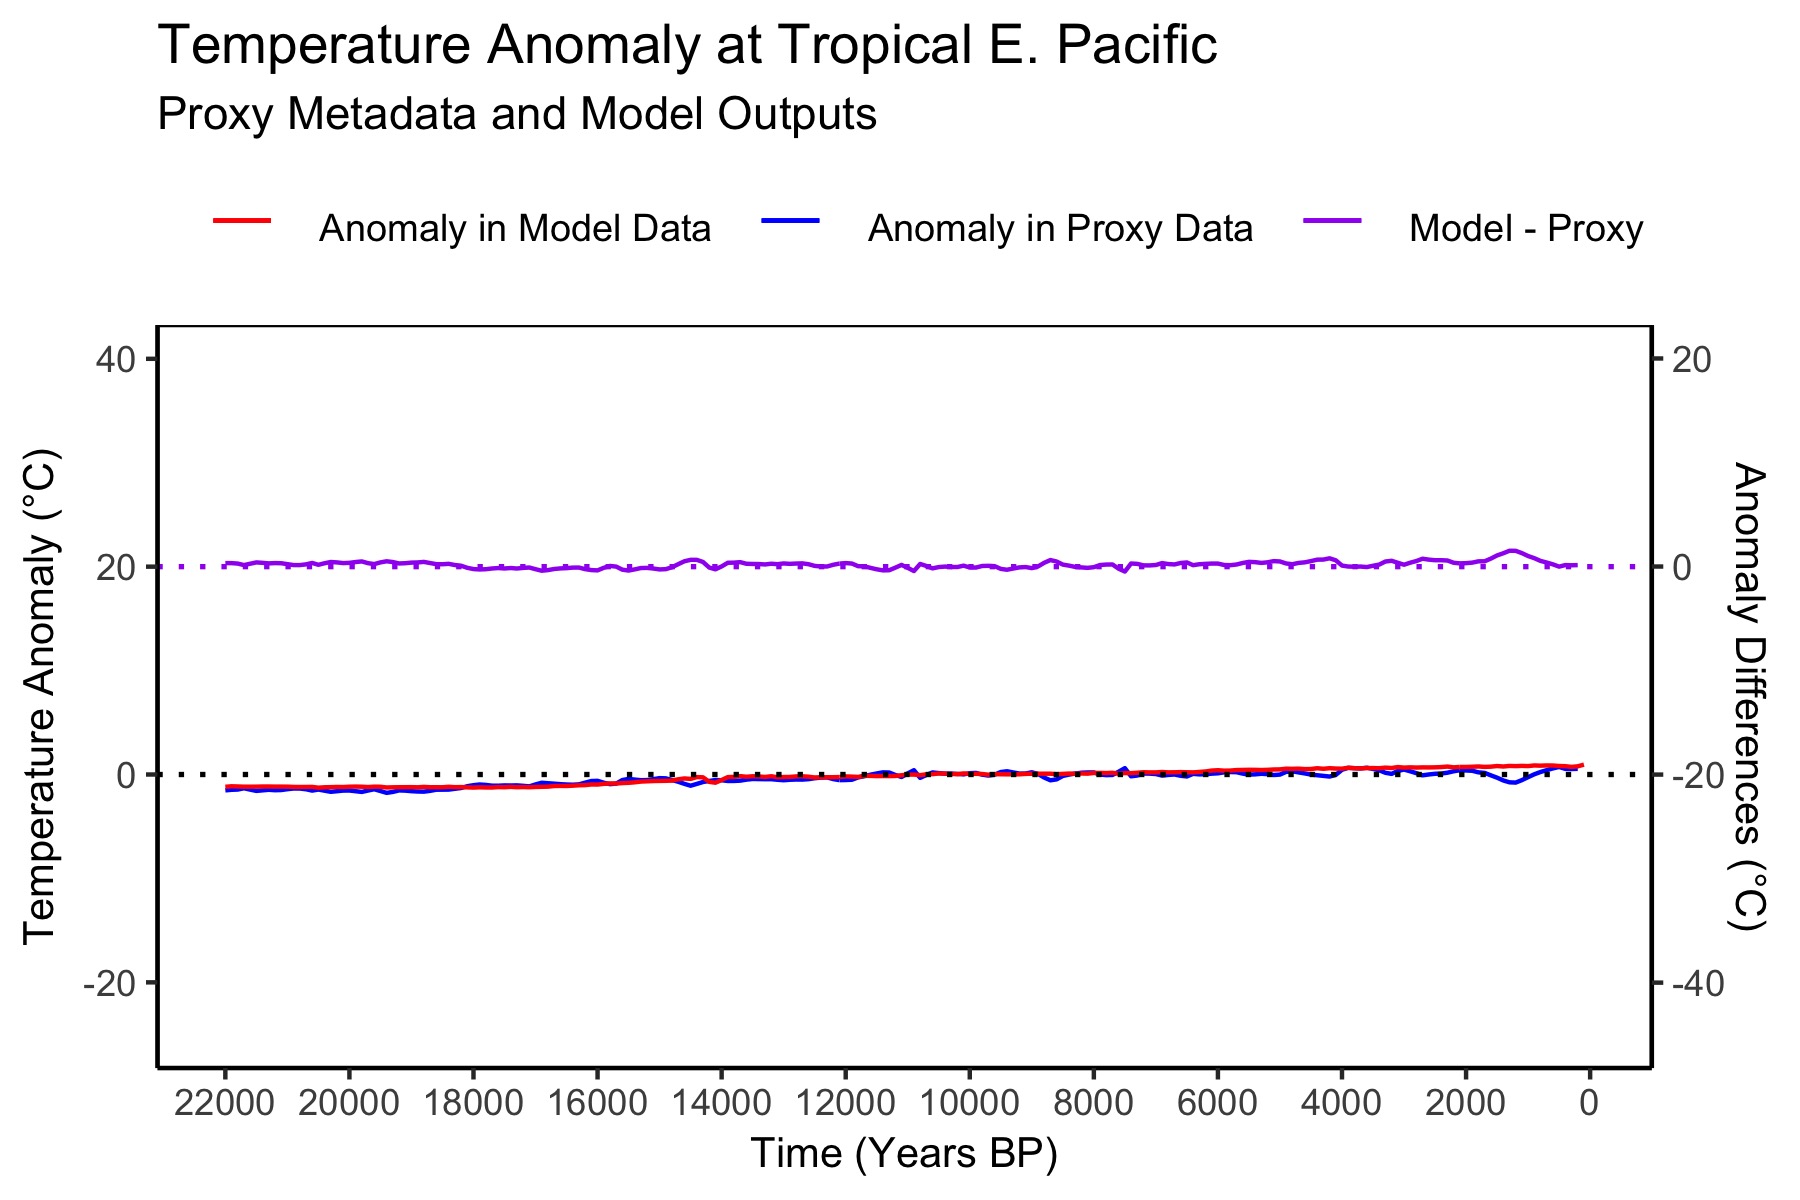 Temperature Anomaly at Tropical E. Pacific
Proxy Metadata and Model Outputs
Anomaly in Model Data Anomaly in Proxy Data Model - Proxy
Temperature Anomaly (°C)
40
20
0
-20
20
0
-20
-40
Anomaly Differences (°C)
22000 20000 18000 16000 14000 12000 10000 8000 6000 4000 2000 0
Time (Years BP)